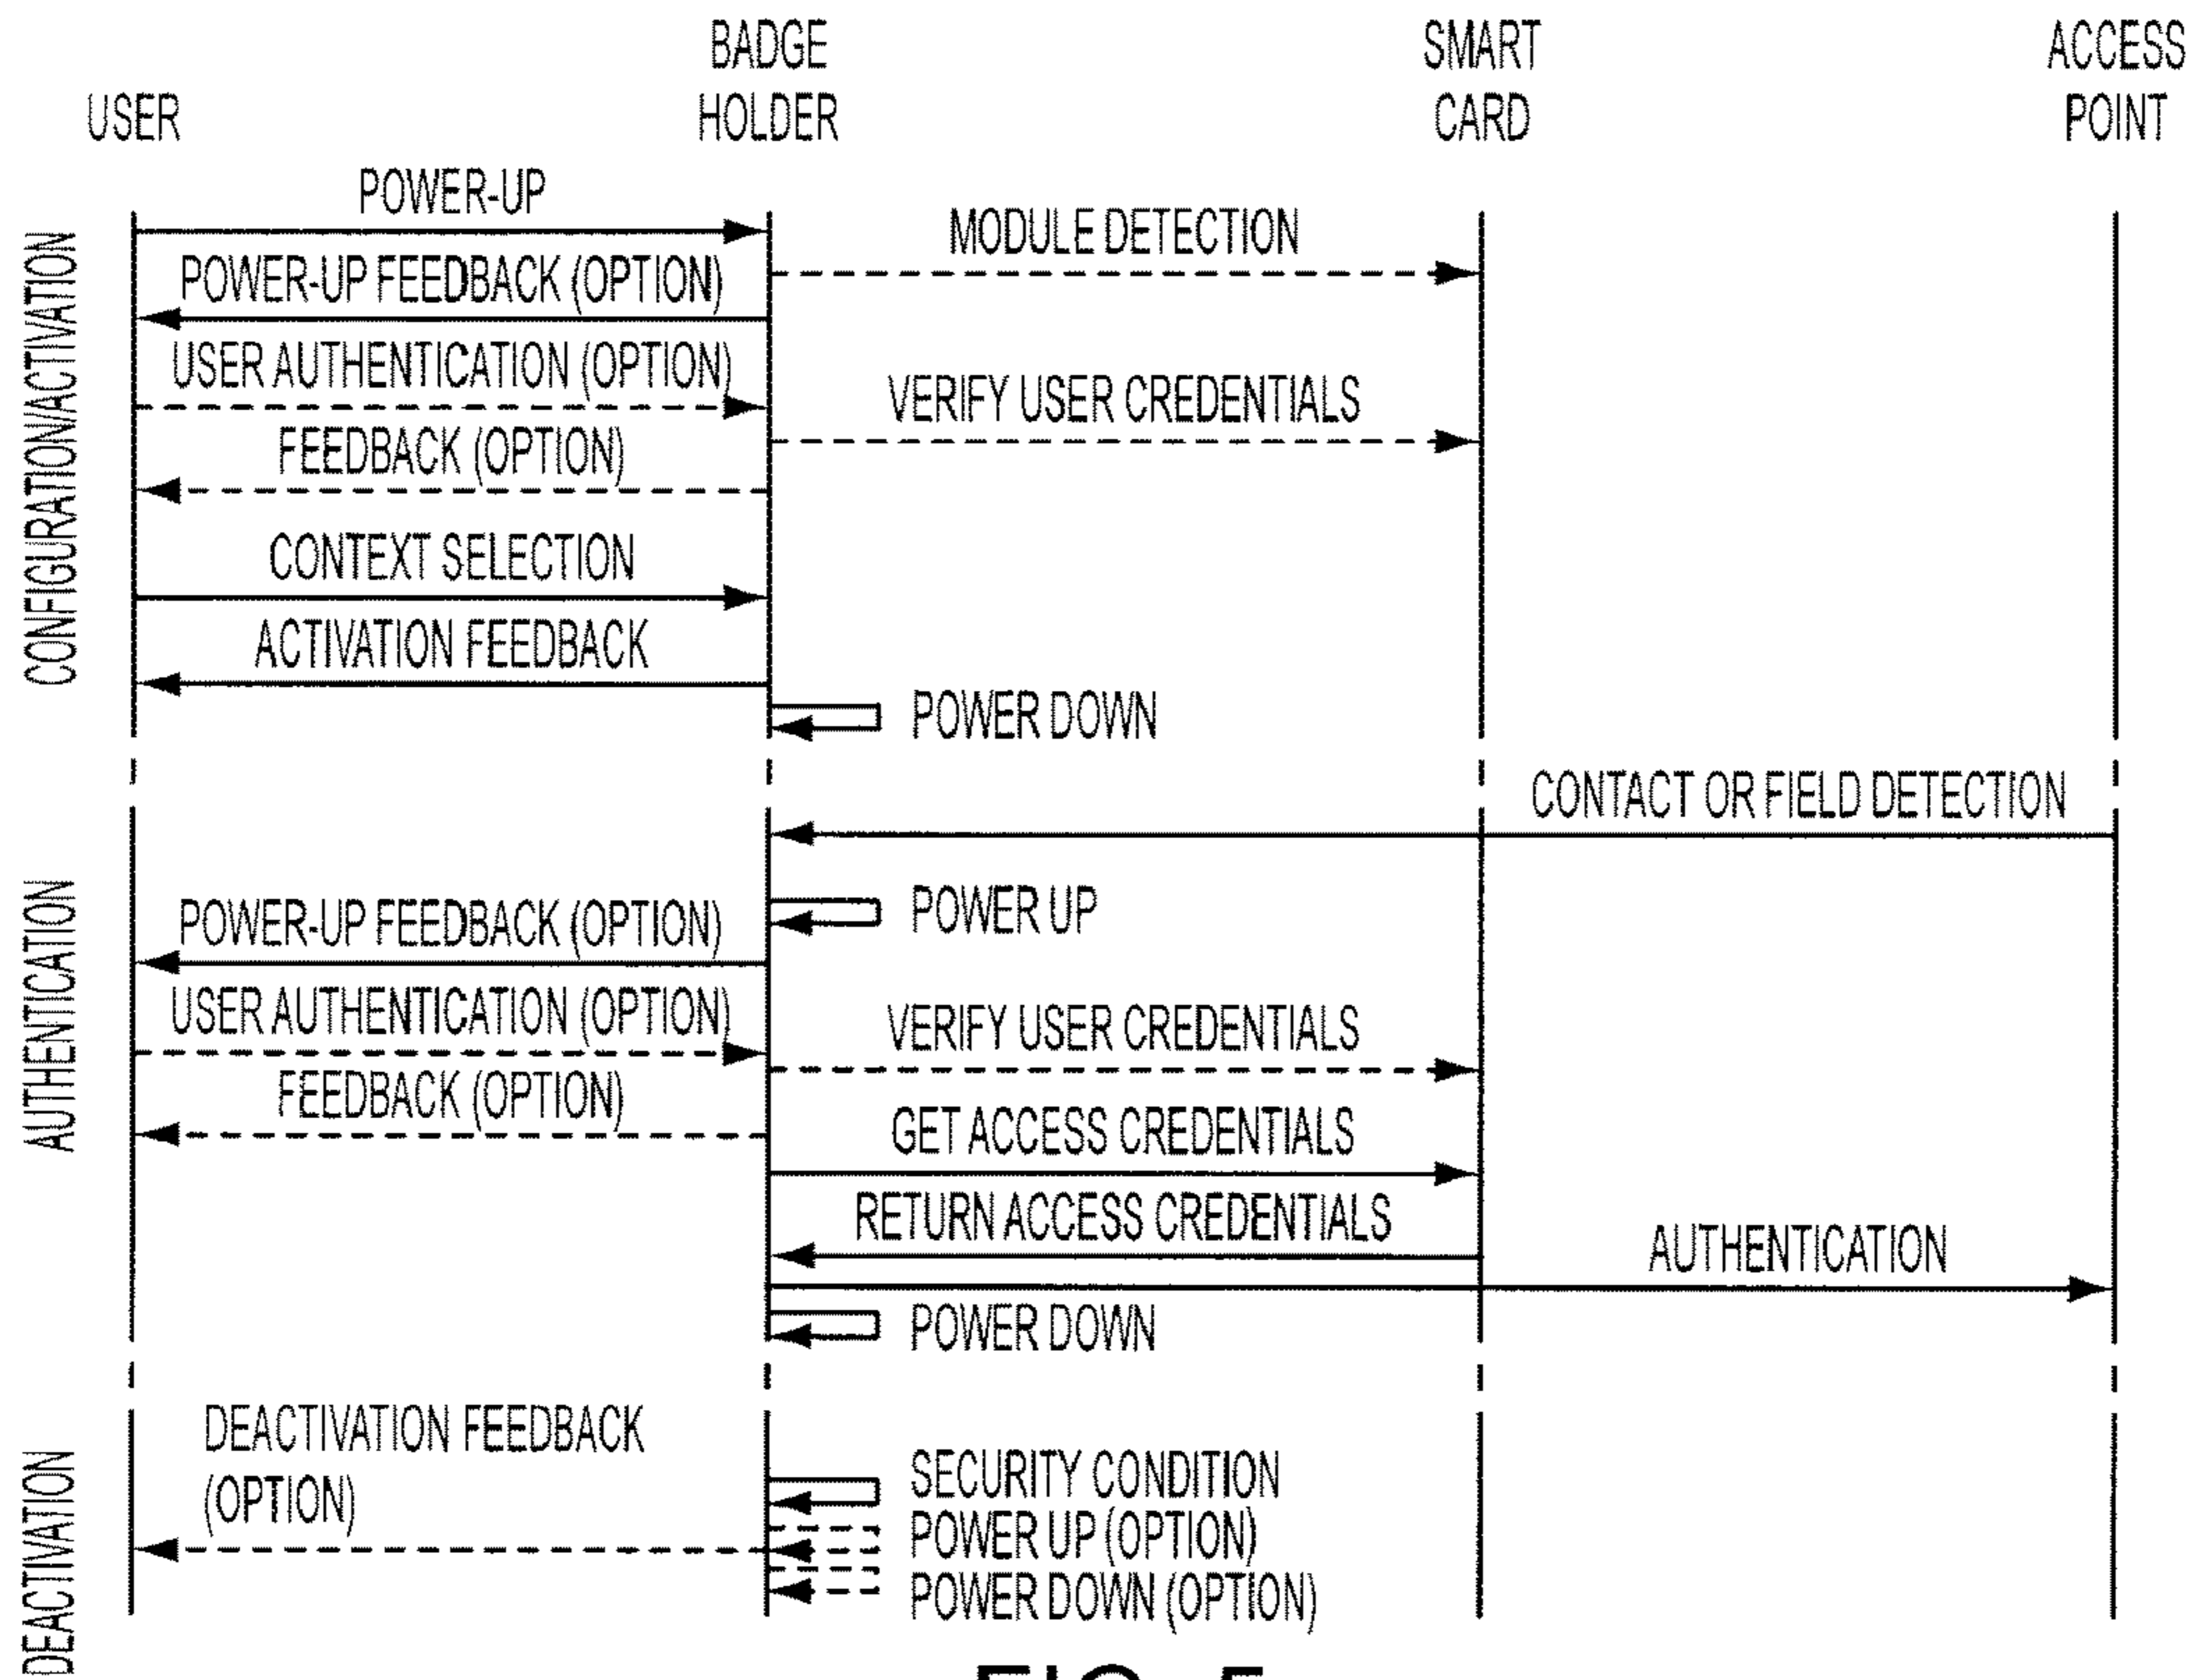 USER
BADGE
HOLDER
SMART
CARD
ACCESS
POINT
CONFIGURATION/ACTIVATION
POWER-UP
MODULE DETECTION
POWER-UP FEEDBACK (OPTION)
USER AUTHENTICATION (OPTION)
VERIFY USER CREDENTIALS
FEEDBACK (OPTION)
CONTEXT SELECTION
ACTIVATION FEEDBACK
POWER DOWN
CONTACT OR FIELD DETECTION
AUTHENTICATION
POWER UP
POWER-UP FEEDBACK (OPTION)
USER AUTHENTICATION (OPTION)
VERIFY USER CREDENTIALS
FEEDBACK (OPTION)
GET ACCESS CREDENTIALS
RETURN ACCESS CREDENTIALS
AUTHENTICATION
POWER DOWN
DEACTIVATION
DEACTIVATION FEEDBACK
(OPTION)
SECURITY CONDITION
POWER UP (OPTION)
POWER DOWN (OPTION)